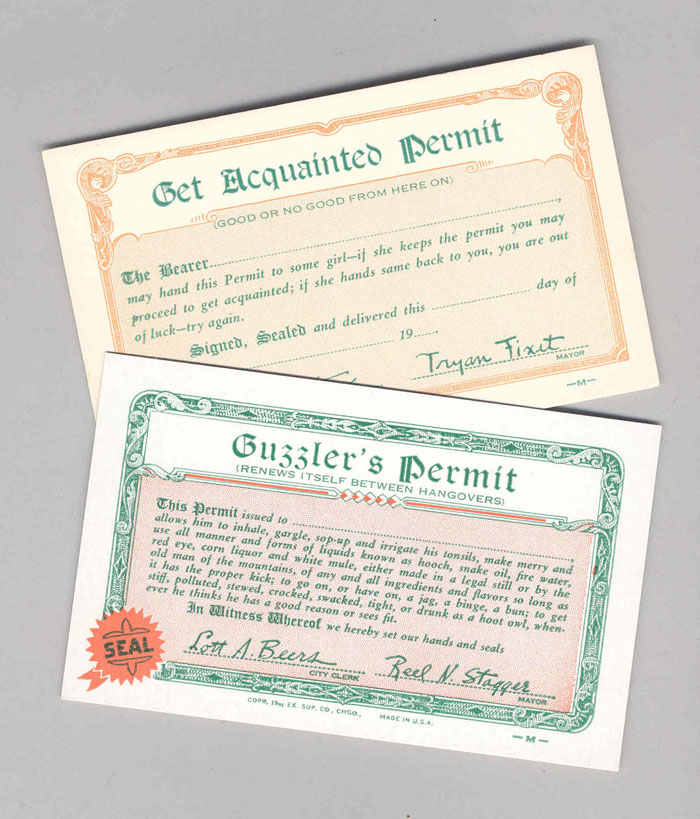 Get Acquainted Permit
(GOOD OR NO GOOD FROM HERE ON)
The Bearer........................................,
may hand this Permit to some girl—if she keeps the permit you may
proceed to get acquainted; if she hands same back to you, you are out
of luck—try again.
Signed, Sealed and delivered this .................... day of
.................... 19.....
Tryan Fixit
MAYOR
—M—
Guzzler's Permit
(RENEWS ITSELF BETWEEN HANGOVERS)
This Permit issued to ........................................,
allows him to inhale, gargle, sop-up and irrigate his tonsils, make merry and
use all manner and forms of liquids known as hooch, snake oil, fire water,
red eye, corn liquor and white mule, either made in a legal still or by the
old man of the mountains, of any and all ingredients and flavors so long as
it has the proper kick; to go on, or have on, a jag, a binge, a bun; to get
stiff, polluted, stewed, crocked, swacked, tight, or drunk as a hoot owl, when-
ever he thinks he has a good reason or sees fit.
In Witness Whereof we hereby set our hands and seals
Lott A. Beers Reel N. Stagger
CITY CLERK MAYOR
SEAL
COPR. EX. SUP. CO., CHGO., MADE IN U.S.A.
—M—